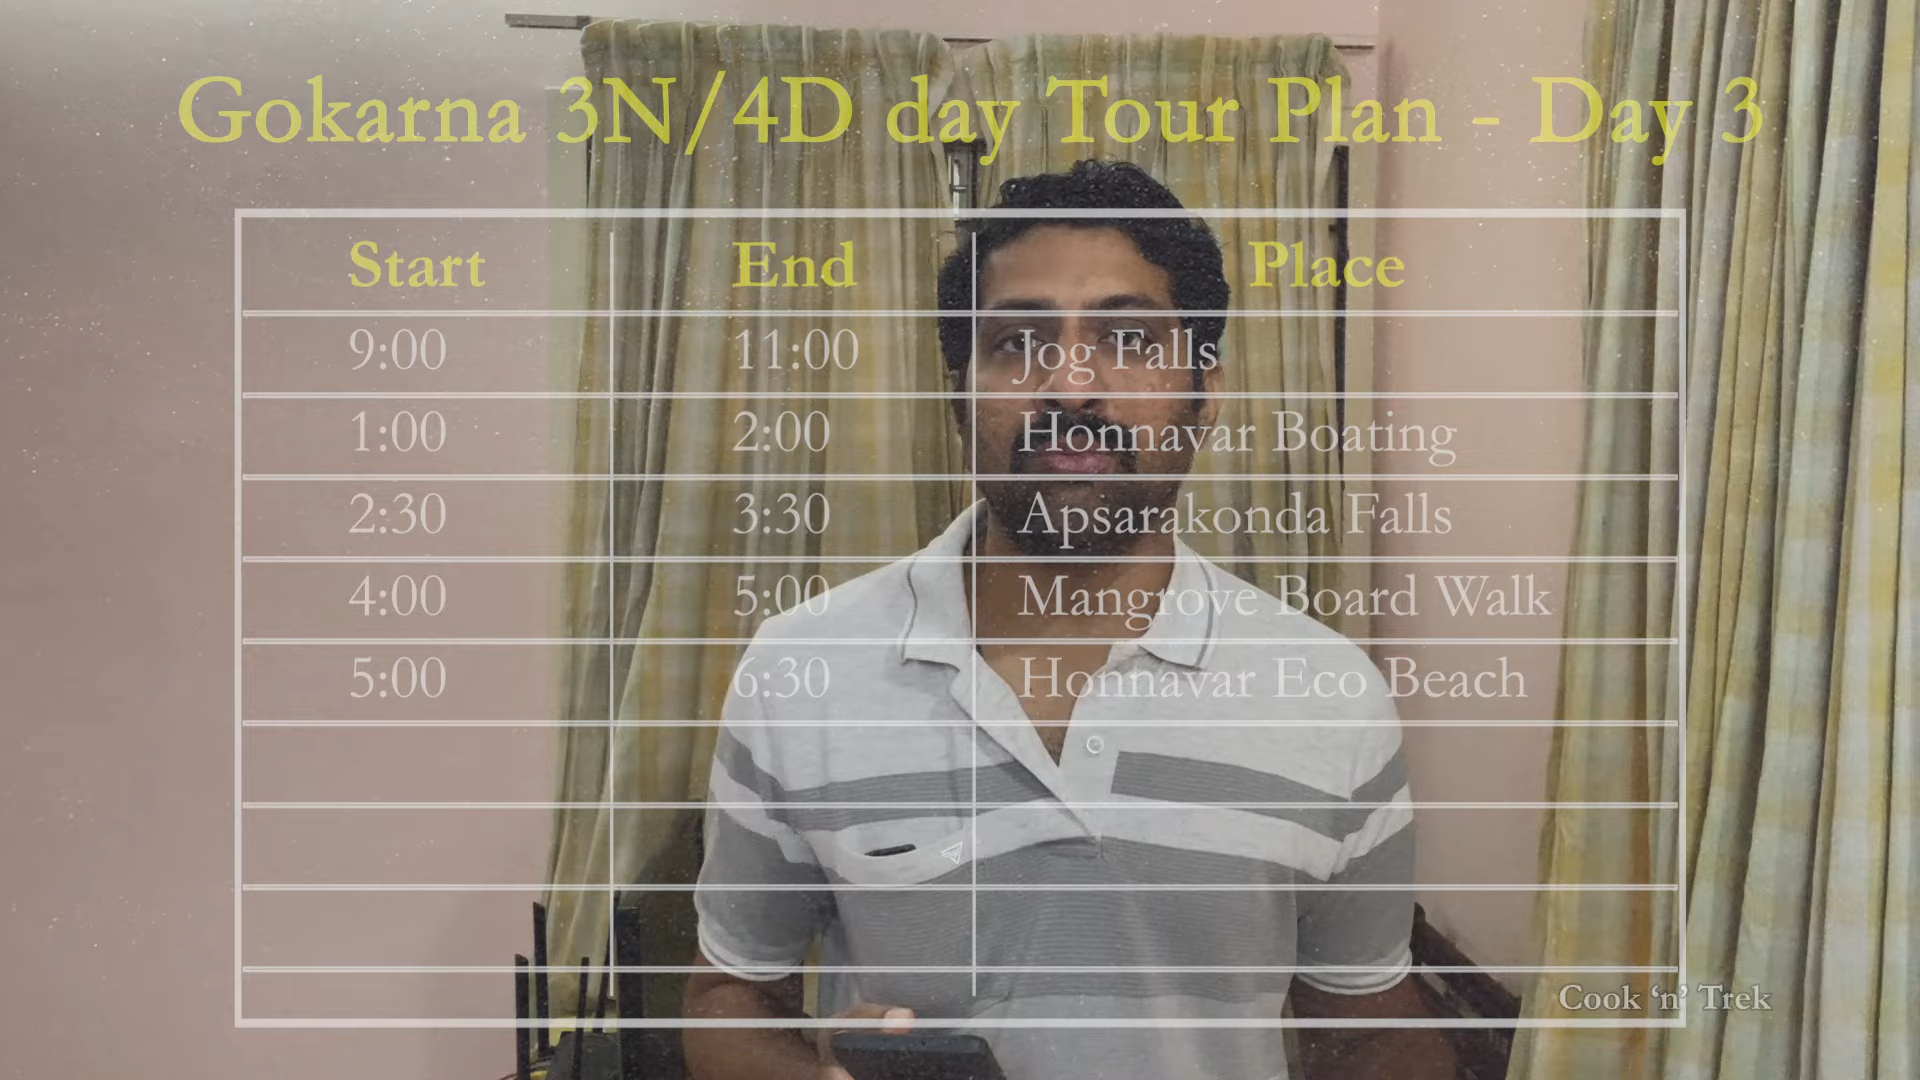 Gokarna 3N/4D day Tour Plan - Day 3
Start End Place
9:00 11:00 Jog Falls
1:00 2:00 Honnavar Boating
2:30 3:30 Apsarakonda Falls
4:00 5:00 Mangrove Board Walk
5:00 6:30 Honnavar Eco Beach
Cook ‘n’ Trek